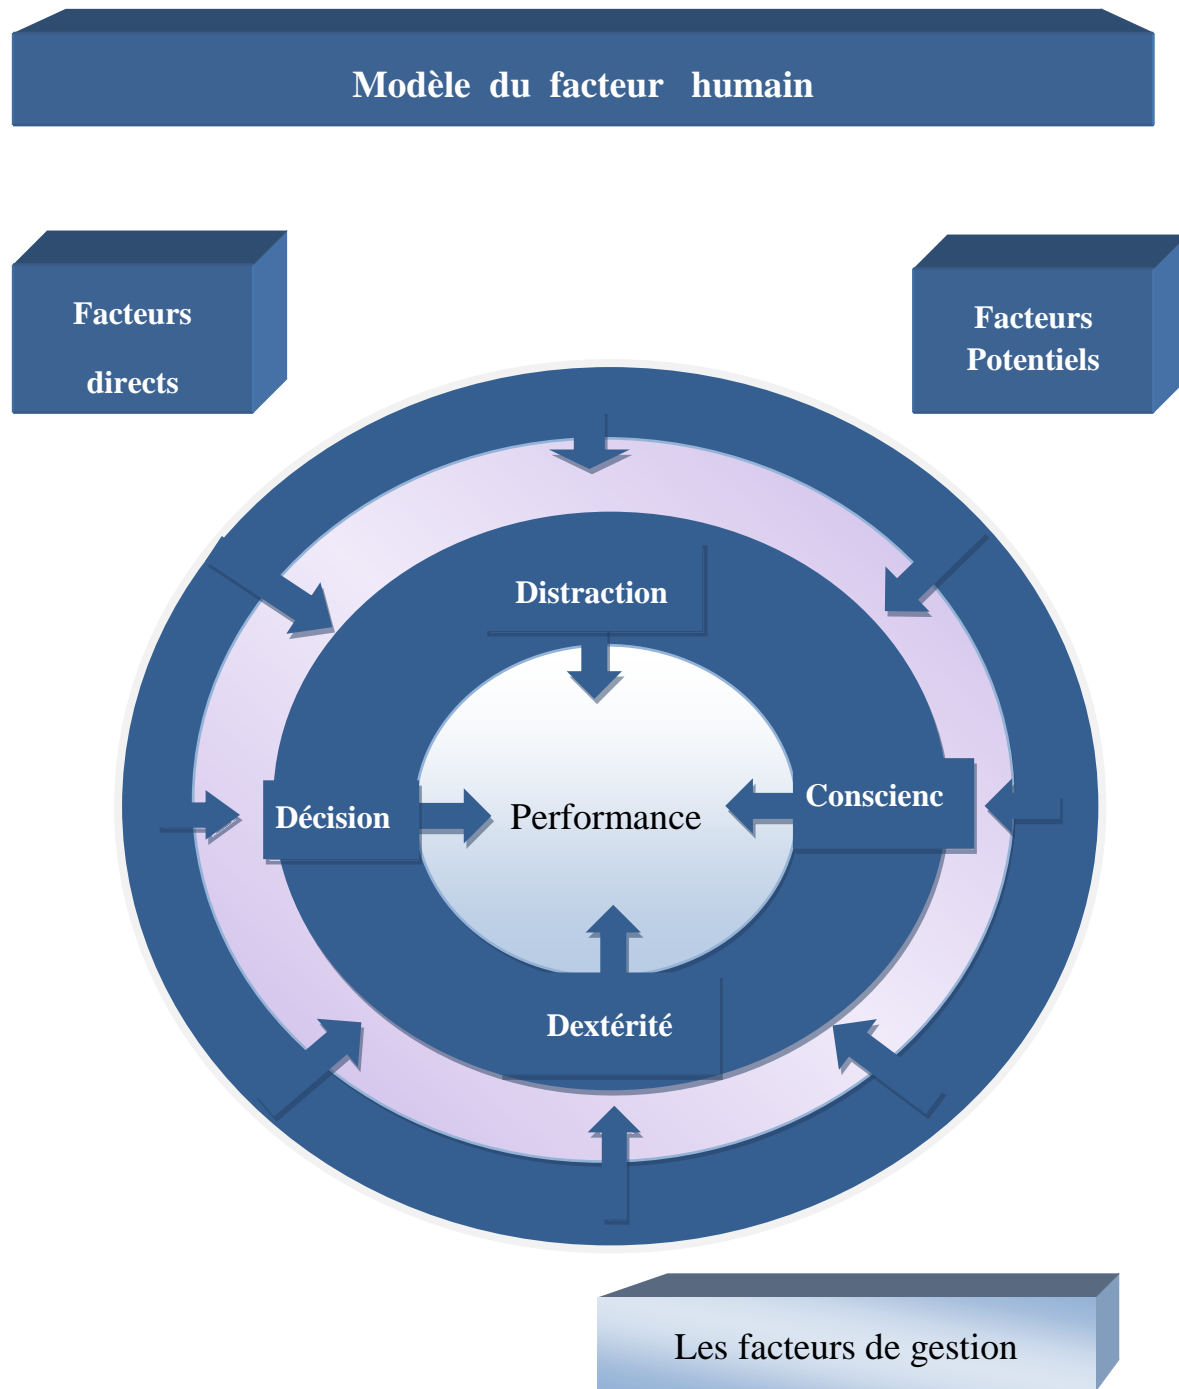 Modèle du facteur humain
Facteurs
directs
Facteurs
Potentiels
Distraction
Décision
Performance
Conscienc
Dextérité
Les facteurs de gestion